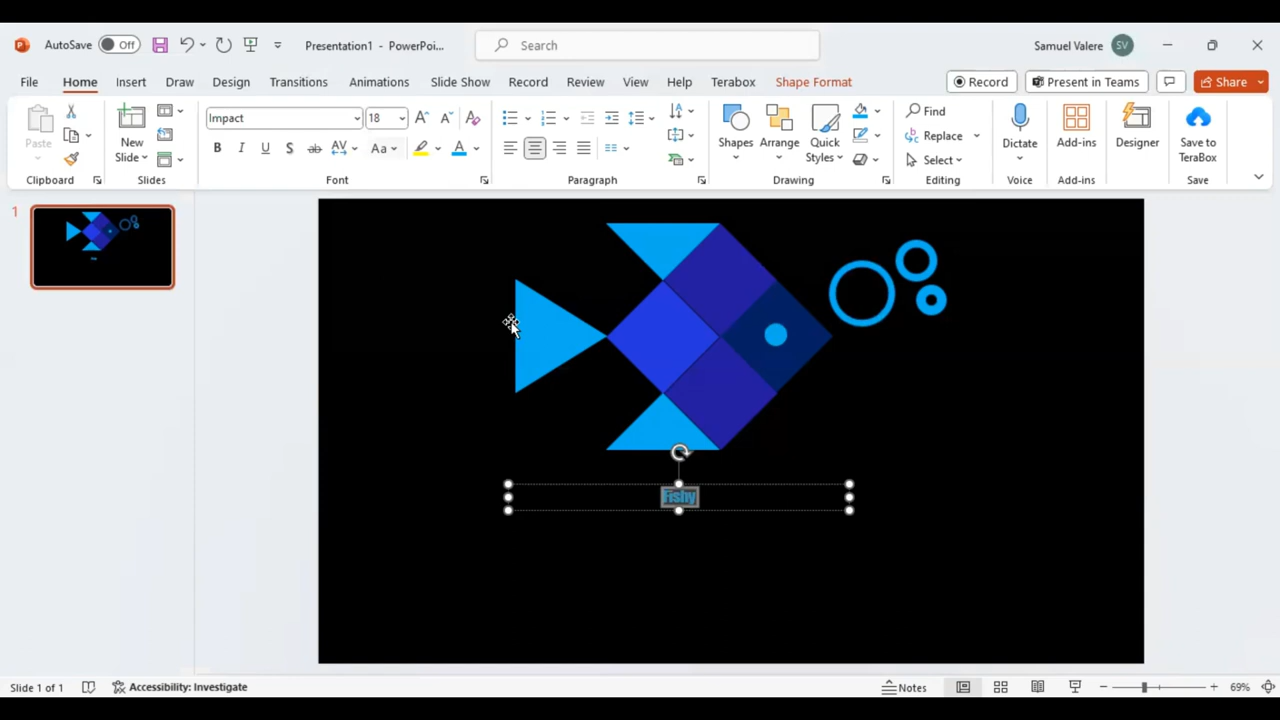 AutoSave Off Presentation1 - PowerPoi... Search Samuel Valere SV
File Home Insert Draw Design Transitions Animations Slide Show Record Review View Help Terabox Shape Format Record Present in Teams Share
Paste New Slide Impact 18 Shapes Arrange Quick Styles Find Replace Select Dictate Add-ins Designer Save to TeraBox
Clipboard Slides Font Paragraph Drawing Editing Voice Add-ins Save
1
Fishy
Slide 1 of 1 Accessibility: Investigate Notes 69%